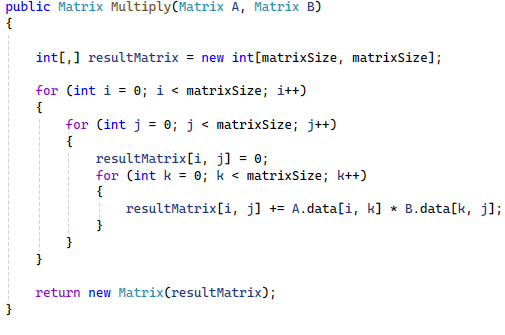 public Matrix Multiply(Matrix A, Matrix B)
{
int[,] resultMatrix = new int[matrixSize, matrixSize];
for (int i = 0; i < matrixSize; i++)
{
for (int j = 0; j < matrixSize; j++)
{
resultMatrix[i, j] = 0;
for (int k = 0; k < matrixSize; k++)
{
resultMatrix[i, j] += A.data[i, k] * B.data[k, j];
}
}
}
return new Matrix(resultMatrix);
}